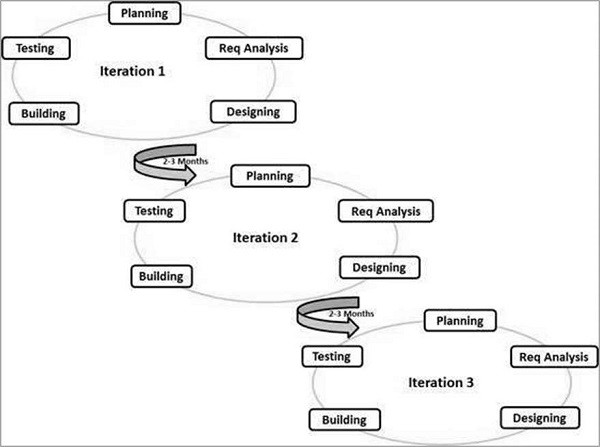 Planning
Testing
Req Analysis
Iteration 1
Building
Designing
2-3 Months
Planning
Testing
Req Analysis
Iteration 2
Building
Designing
2-3 Months
Planning
Testing
Req Analysis
Iteration 3
Building
Designing